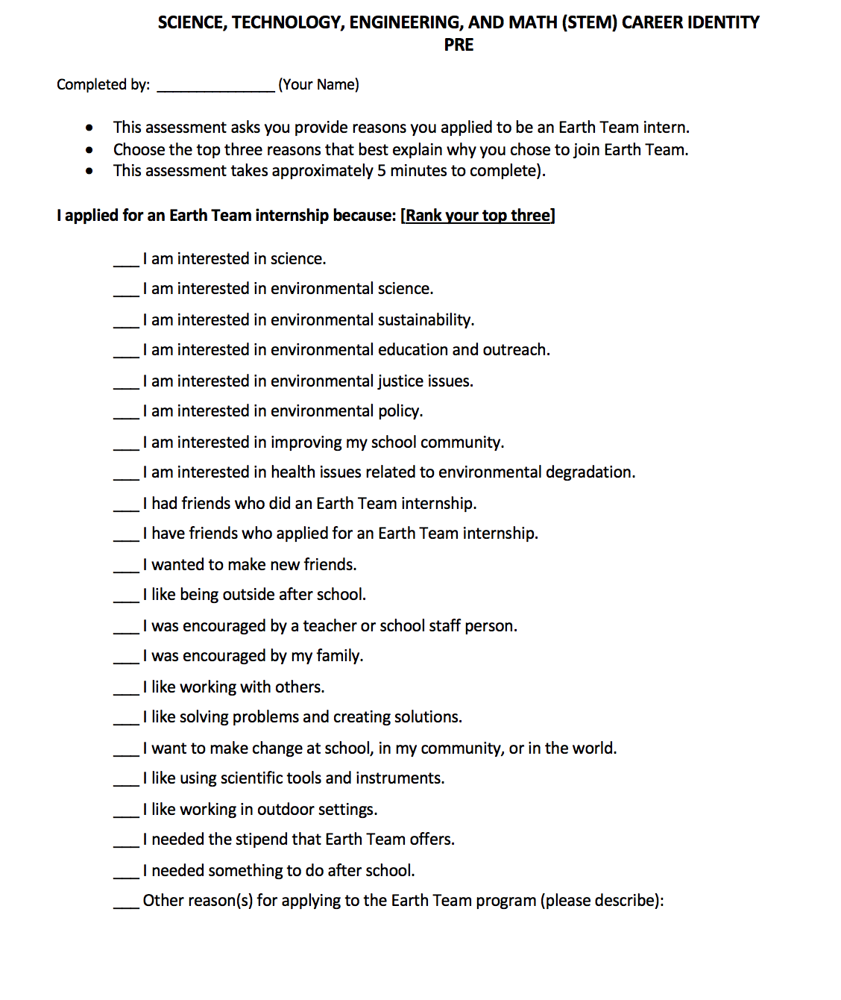 SCIENCE, TECHNOLOGY, ENGINEERING, AND MATH (STEM) CAREER IDENTITY
PRE
Completed by: _______________ (Your Name)
• This assessment asks you provide reasons you applied to be an Earth Team intern.
• Choose the top three reasons that best explain why you chose to join Earth Team.
• This assessment takes approximately 5 minutes to complete).
I applied for an Earth Team internship because: [Rank your top three]
___ I am interested in science.
___ I am interested in environmental science.
___ I am interested in environmental sustainability.
___ I am interested in environmental education and outreach.
___ I am interested in environmental justice issues.
___ I am interested in environmental policy.
___ I am interested in improving my school community.
___ I am interested in health issues related to environmental degradation.
___ I had friends who did an Earth Team internship.
___ I have friends who applied for an Earth Team internship.
___ I wanted to make new friends.
___ I like being outside after school.
___ I was encouraged by a teacher or school staff person.
___ I was encouraged by my family.
___ I like working with others.
___ I like solving problems and creating solutions.
___ I want to make change at school, in my community, or in the world.
___ I like using scientific tools and instruments.
___ I like working in outdoor settings.
___ I needed the stipend that Earth Team offers.
___ I needed something to do after school.
___ Other reason(s) for applying to the Earth Team program (please describe):